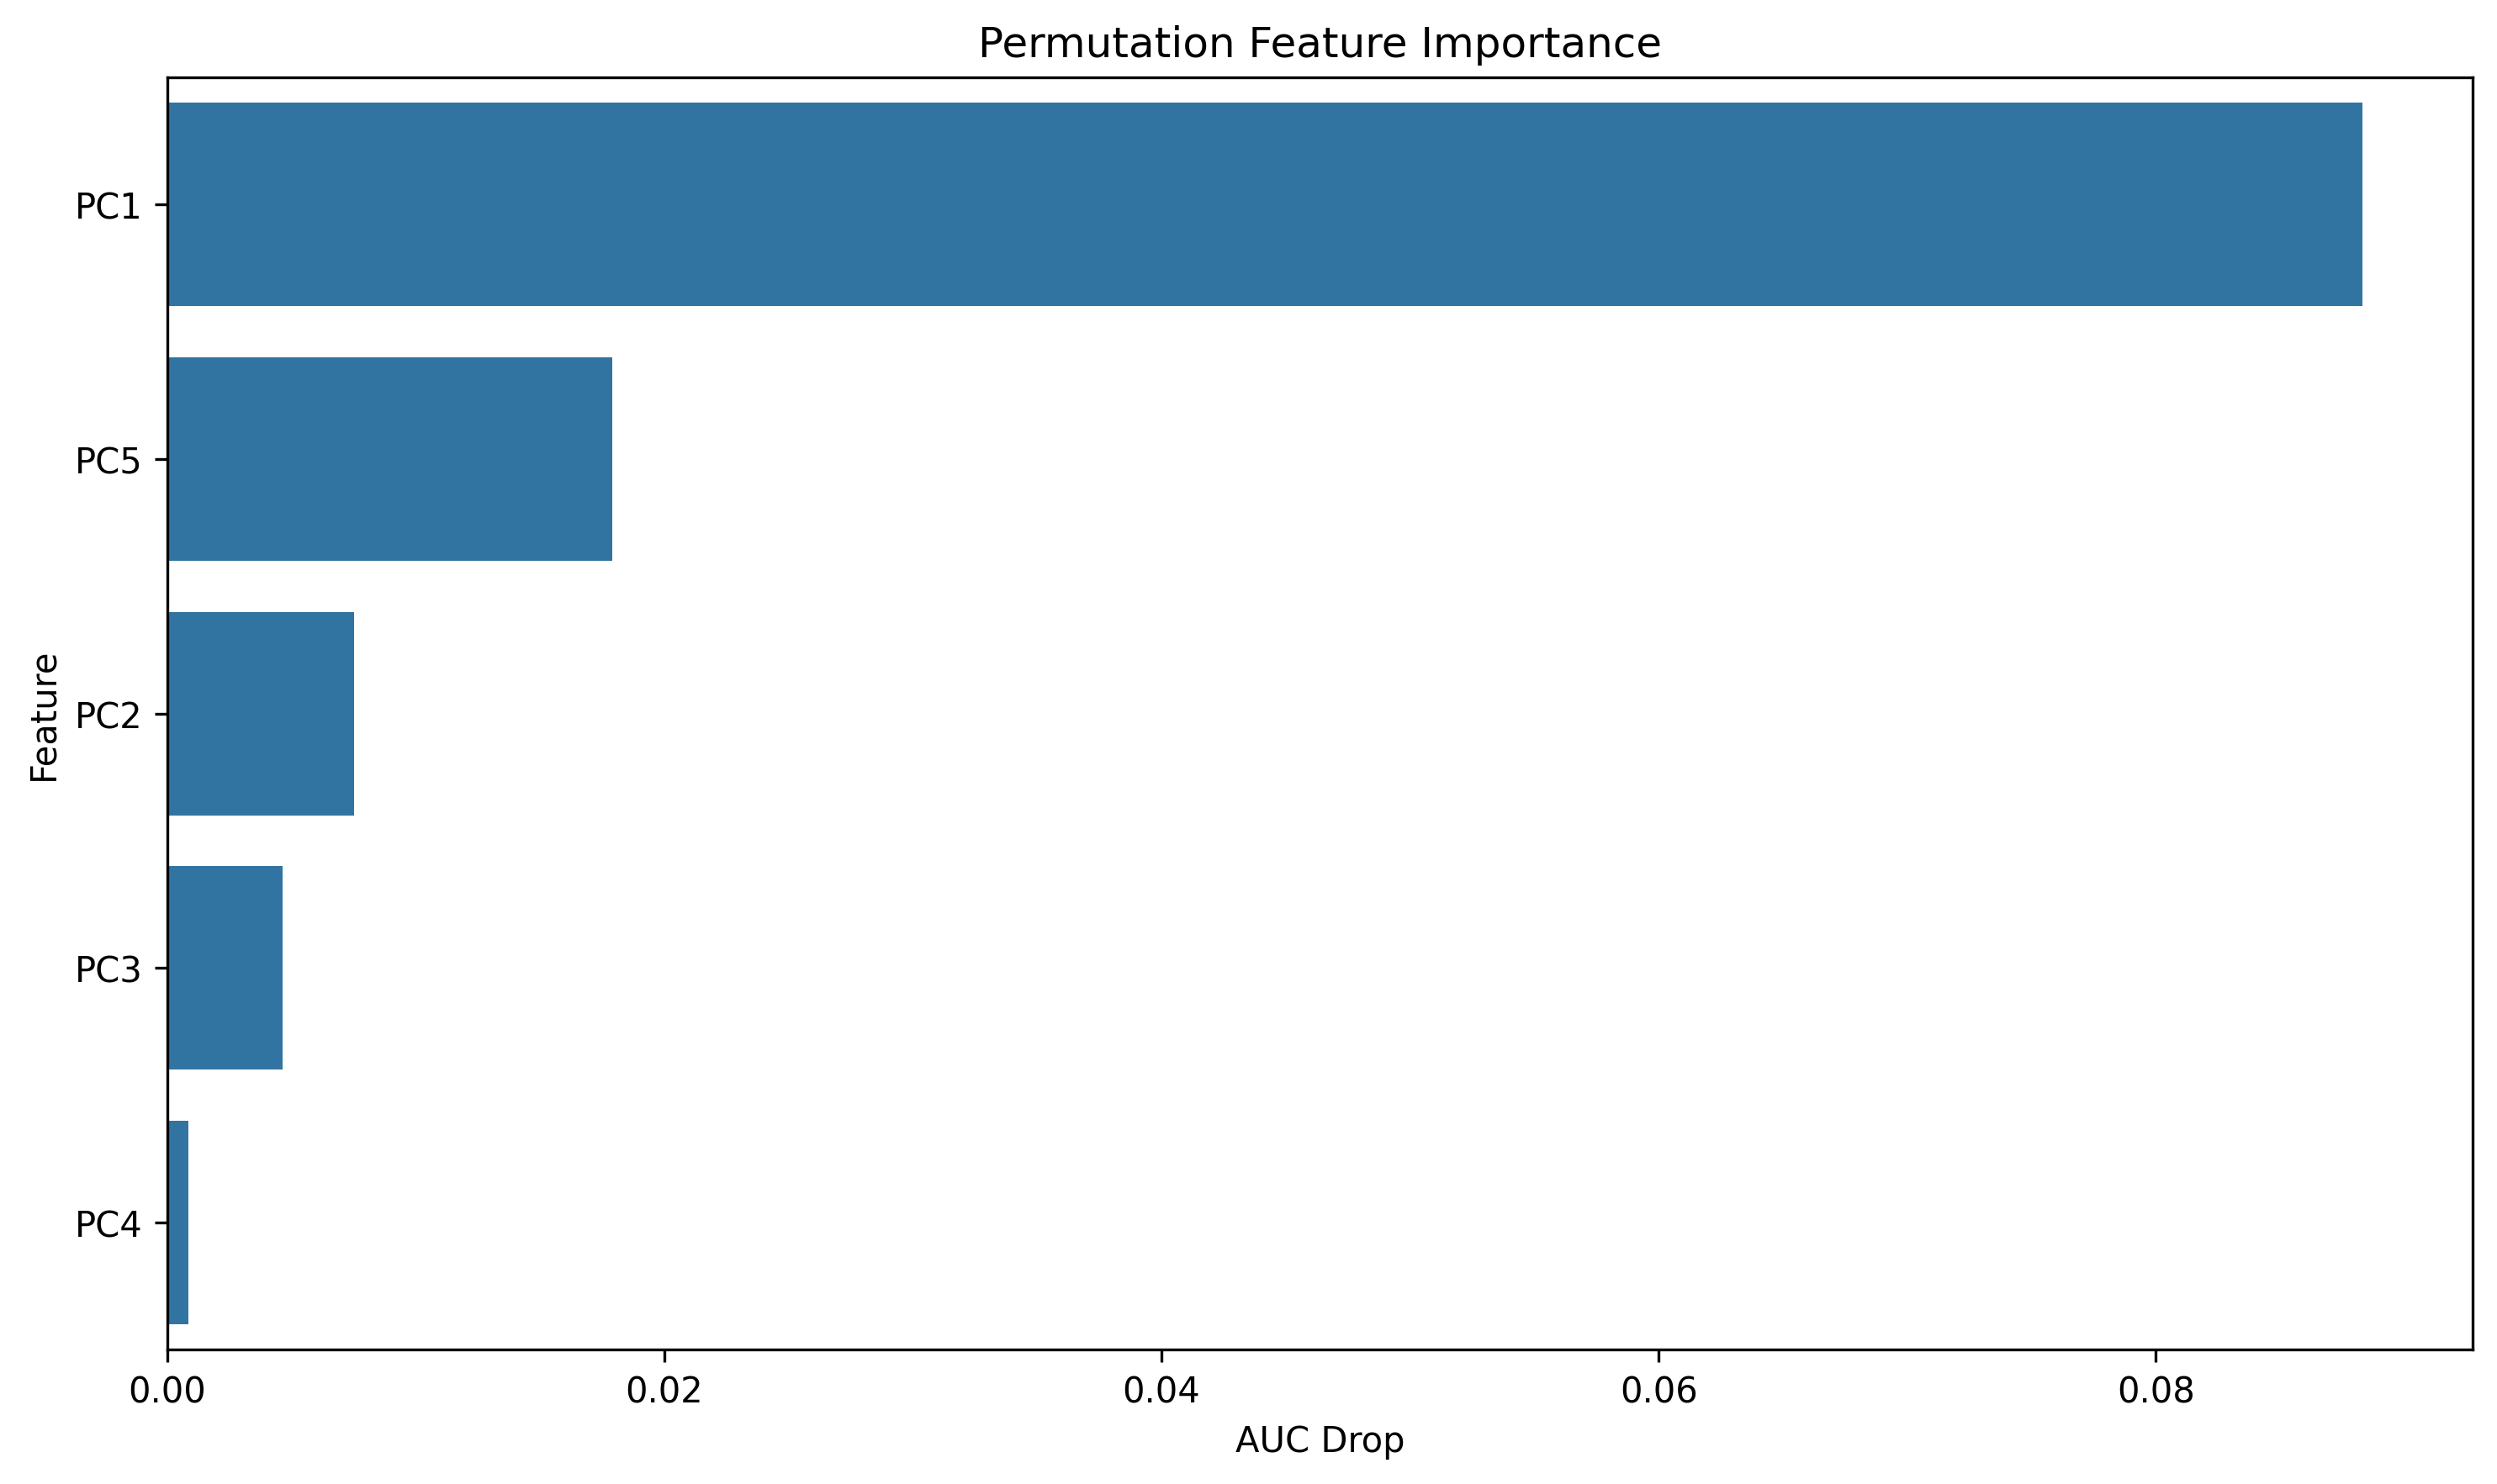 Permutation Feature Importance
PC1
PC5
PC2
PC3
PC4
Feature
0.00 0.02 0.04 0.06 0.08
AUC Drop